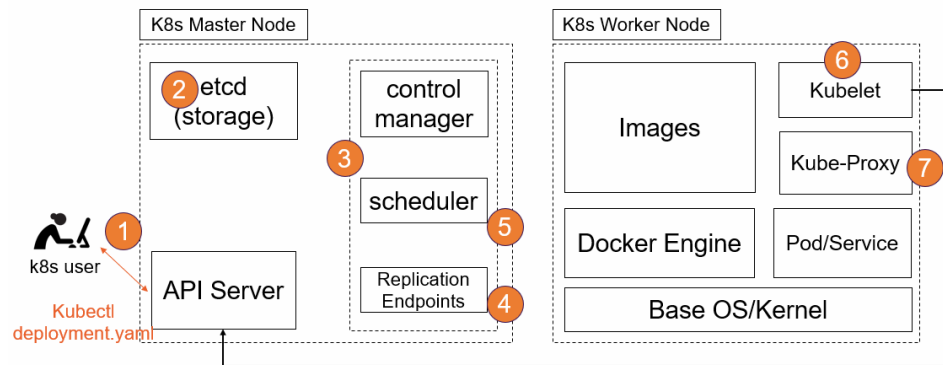 K8s Master Node
2
etcd
(storage)
control
manager
3
scheduler
5
1
k8s user
API Server
Replication
Endpoints
4
Kubectl
deployment.yaml
K8s Worker Node
6
Images
Kubelet
Kube-Proxy
7
Docker Engine
Pod/Service
Base OS/Kernel